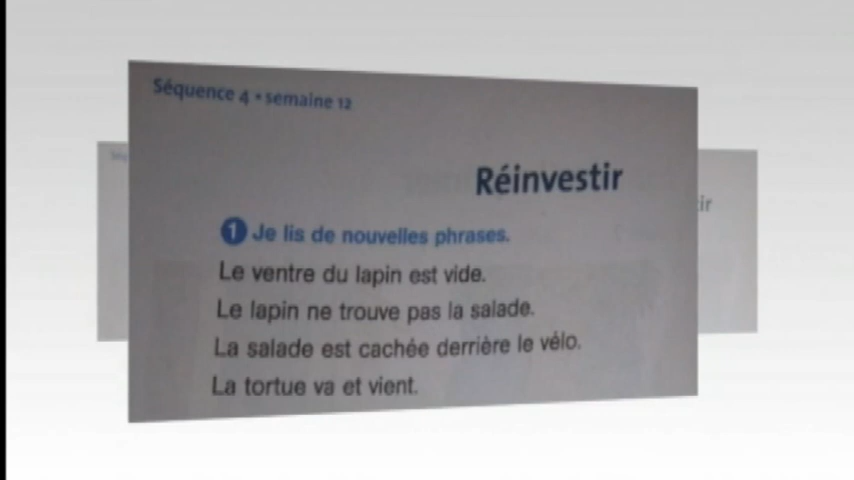 Séquence 4 • semaine 12
Réinvestir
1 Je lis de nouvelles phrases.
Le ventre du lapin est vide.
Le lapin ne trouve pas la salade.
La salade est cachée derrière le vélo.
La tortue va et vient.
ir